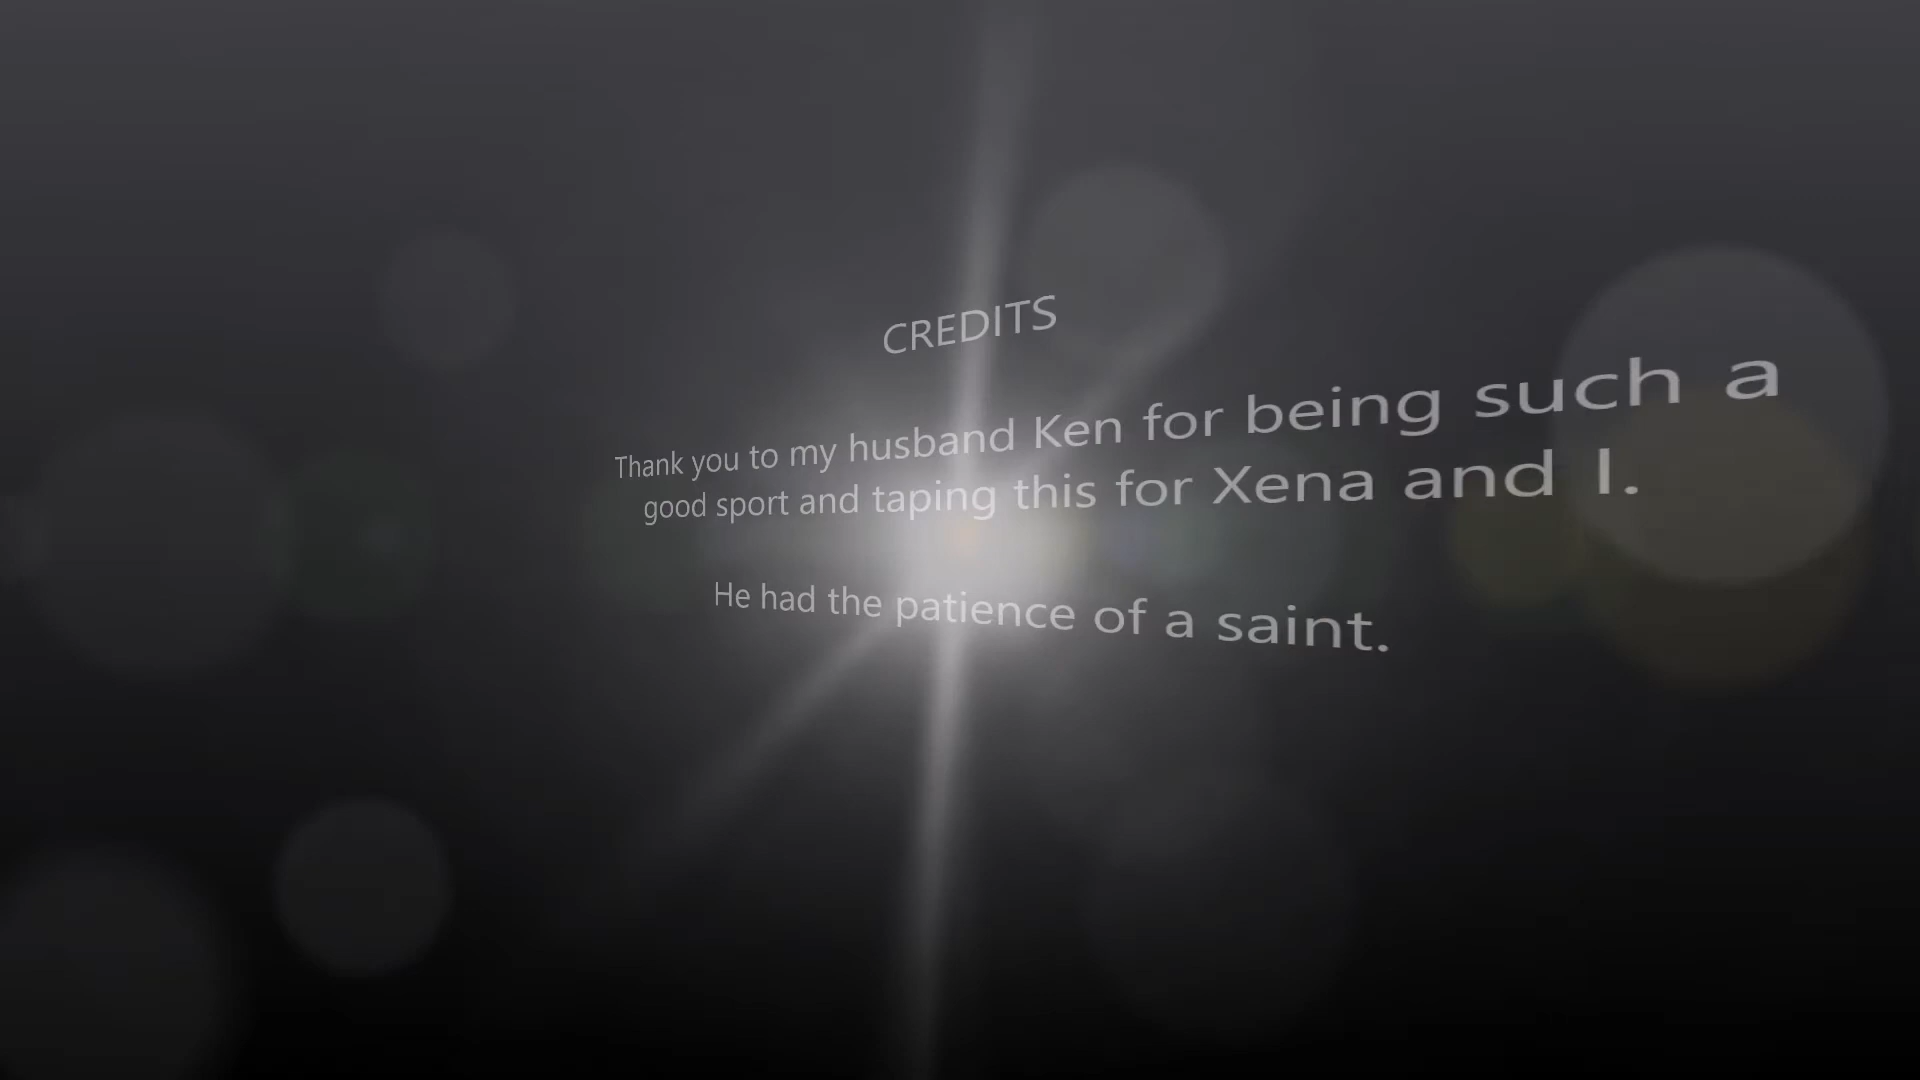 CREDITS
Thank you to my husband Ken for being such a
good sport and taping this for Xena and I.
He had the patience of a saint.